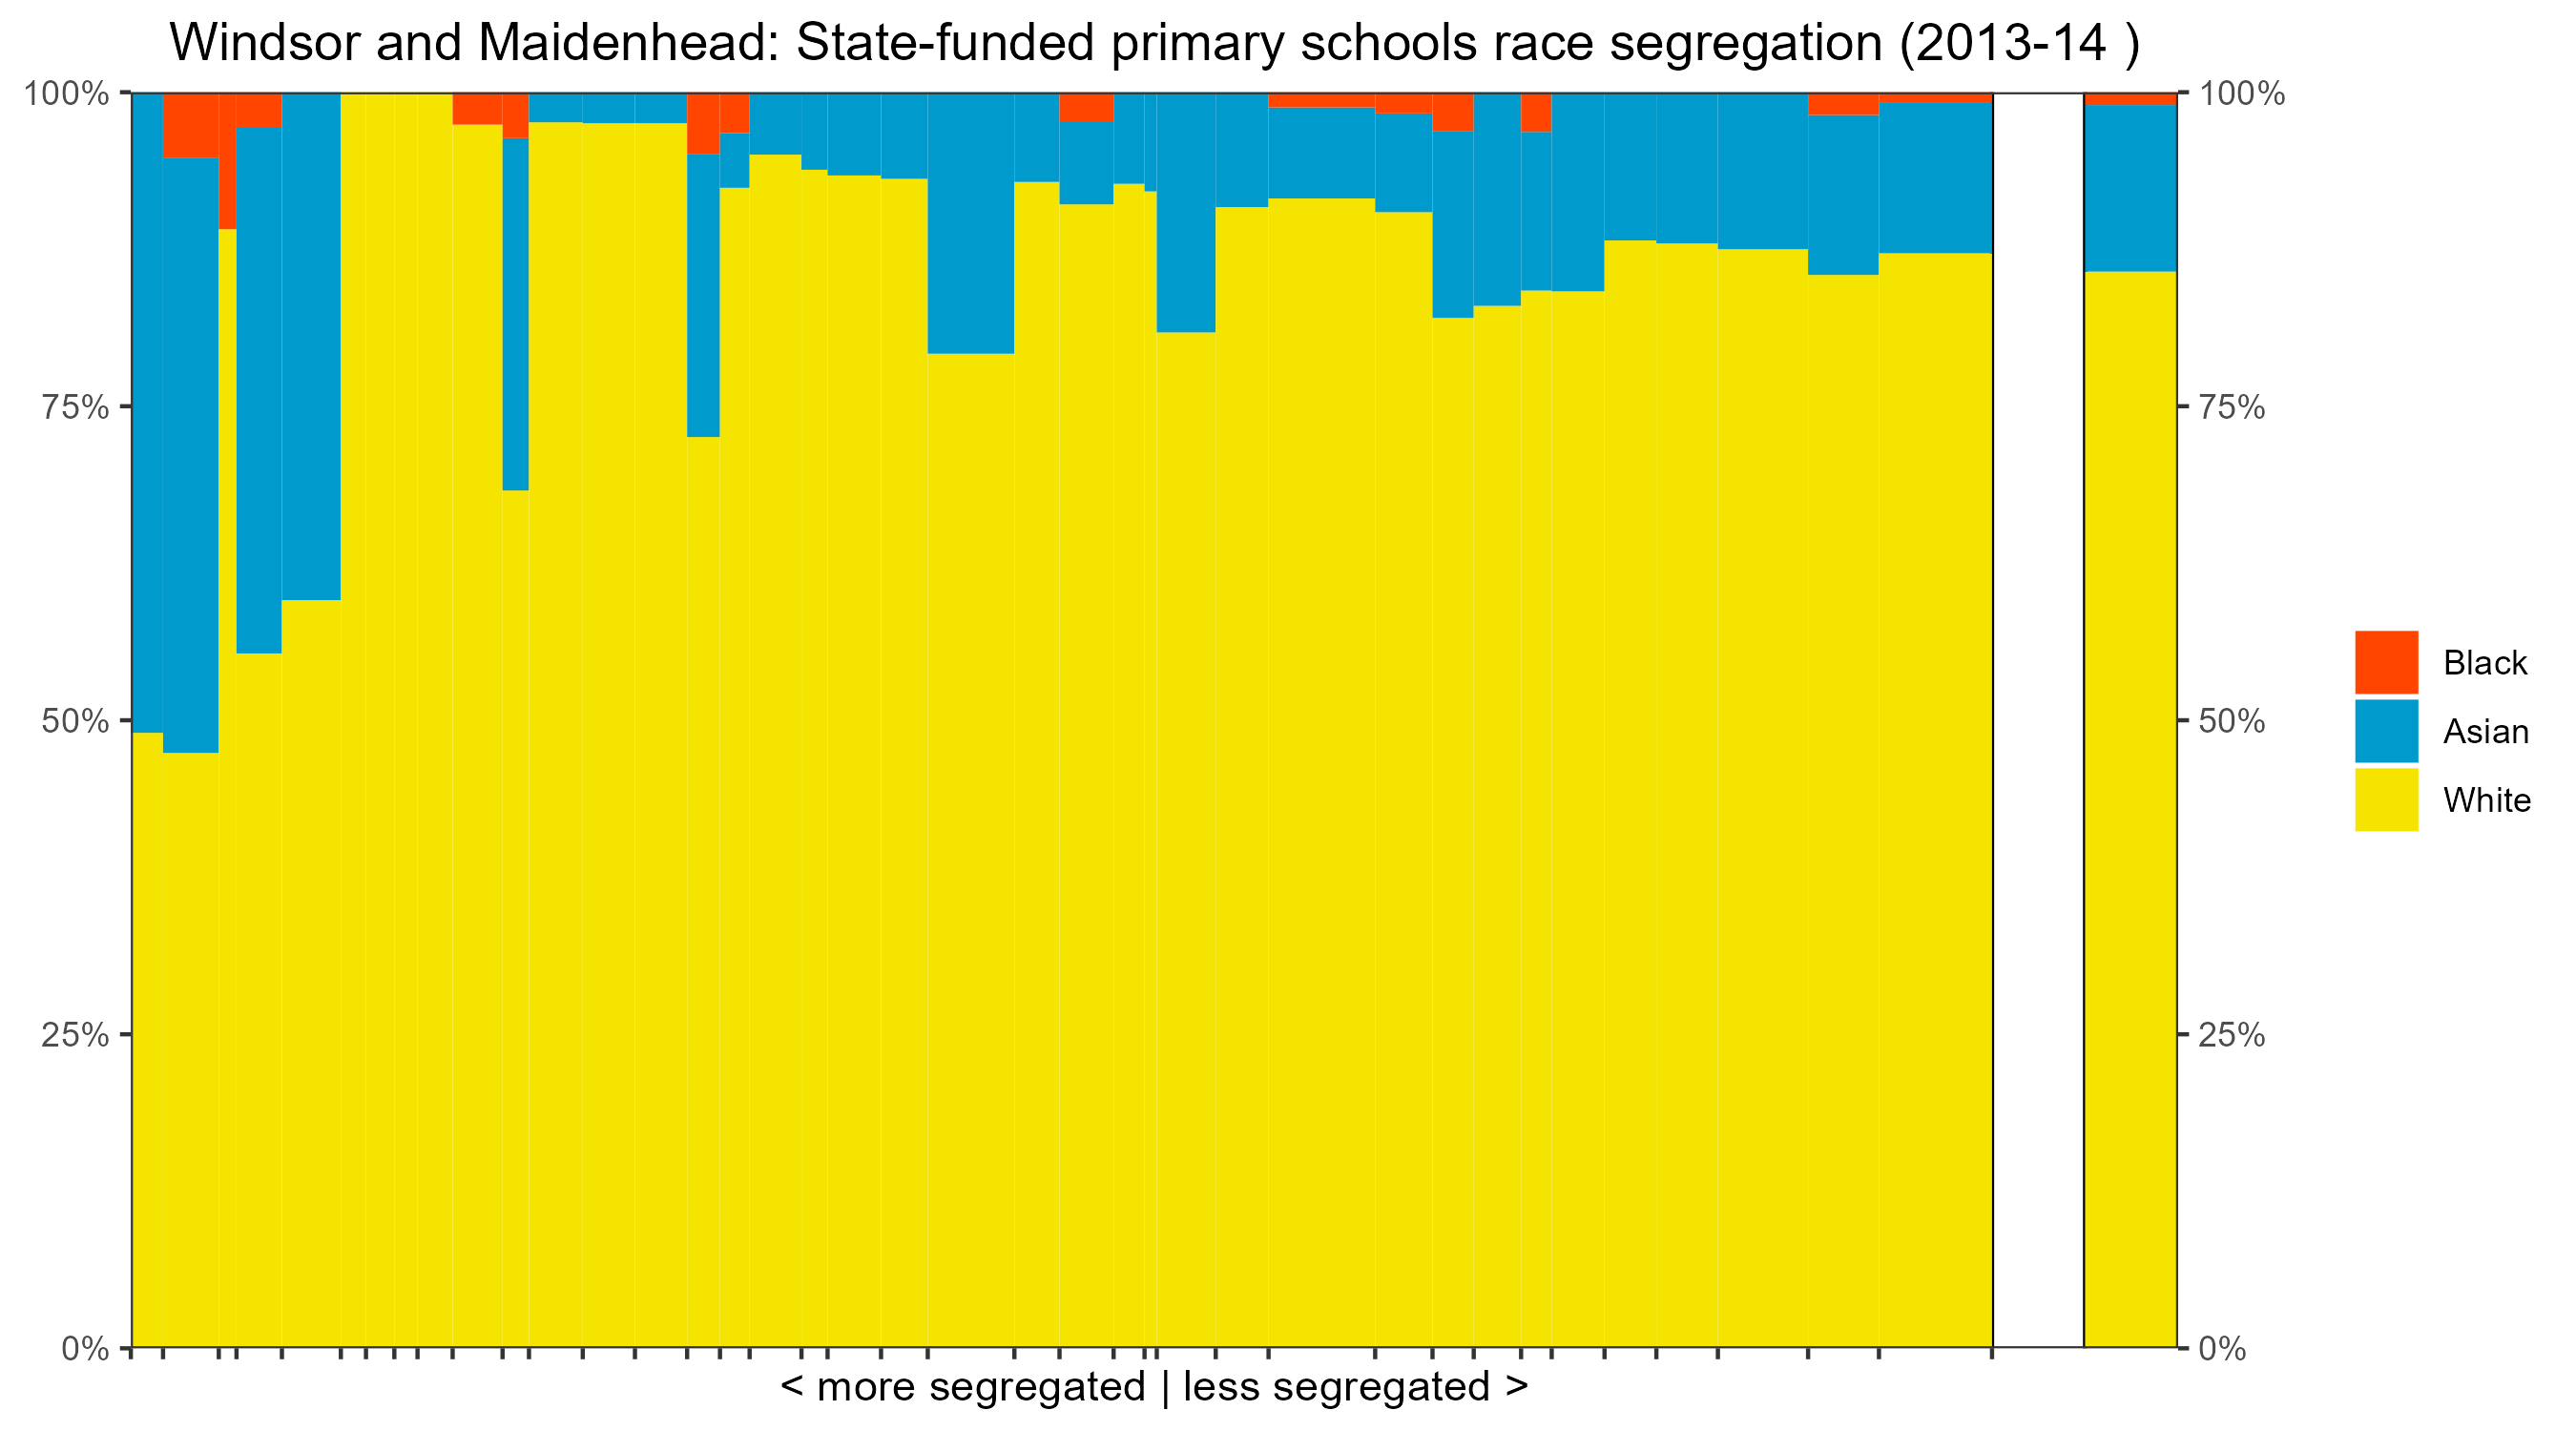 Windsor and Maidenhead: State-funded primary schools race segregation (2013-14 )
100%
75%
50%
25%
0%
100%
75%
50%
25%
0%
Black
Asian
White
< more segregated | less segregated >